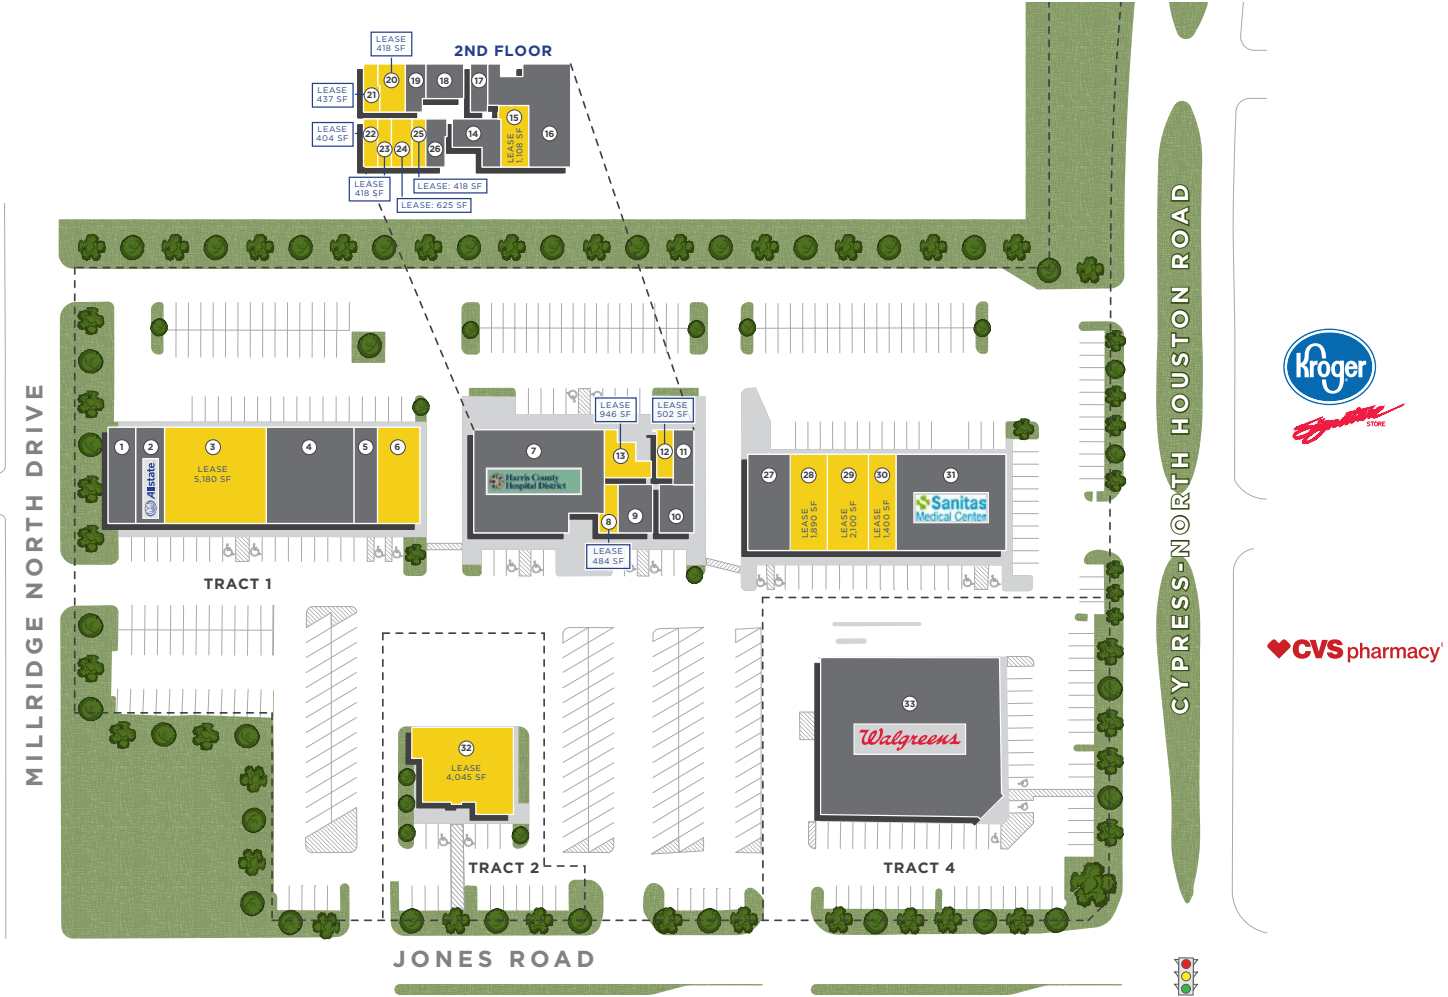 LEASE
418 SF
2ND FLOOR
20
19
18
17
21
LEASE
437 SF
15
LEASE
1,108 SF
16
LEASE
404 SF
22
23
24
25
26
14
LEASE
418 SF
LEASE: 418 SF
LEASE: 625 SF
CYPRESS-NORTH HOUSTON ROAD
MILLRIDGE NORTH DRIVE
Kroger
Signature
STORE
LEASE
946 SF
LEASE
502 SF
1
2
Allstate
3
LEASE
5,180 SF
4
5
6
7
Harris County
Hospital District
13
12
11
8
9
10
LEASE
484 SF
27
28
LEASE
1,890 SF
29
LEASE
2,100 SF
30
LEASE
1,400 SF
31
Sanitas
Medical Center
TRACT 1
CVS pharmacy
33
Walgreens
32
LEASE
4,045 SF
TRACT 2
TRACT 4
JONES ROAD